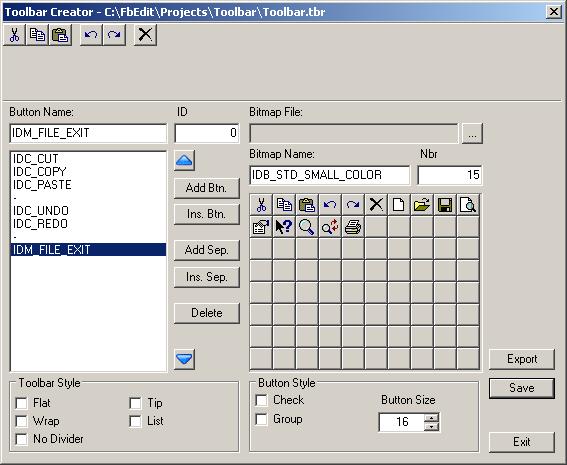 Toolbar Creator - C:\FbEdit\Projects\Toolbar\Toolbar.tbr
Button Name:
ID
Bitmap File:
IDM_FILE_EXIT
0
...
Bitmap Name:
Nbr
IDB_STD_SMALL_COLOR
15
IDC_CUT
IDC_COPY
IDC_PASTE
-
IDC_UNDO
IDC_REDO
-
IDM_FILE_EXIT
Add Btn.
Ins. Btn.
Add Sep.
Ins. Sep.
Delete
Export
Save
Exit
Toolbar Style
Flat
Tip
Wrap
List
No Divider
Button Style
Check
Group
Button Size
16